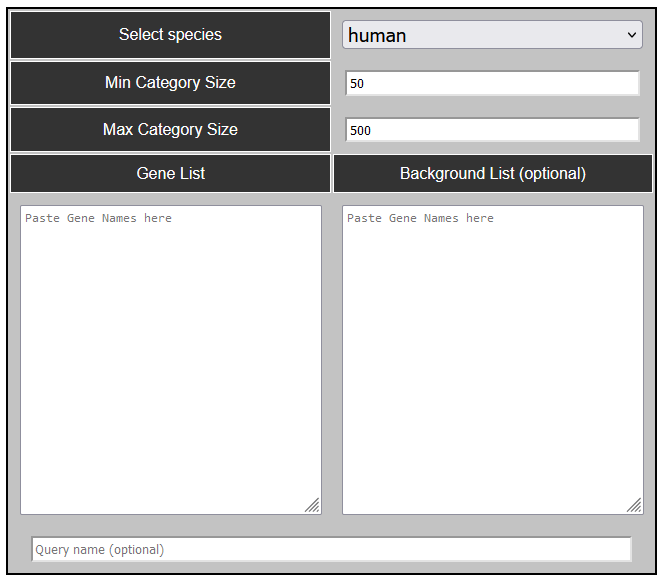 Select species
human
Min Category Size
50
Max Category Size
500
Gene List
Background List (optional)
Paste Gene Names here
Paste Gene Names here
Query name (optional)